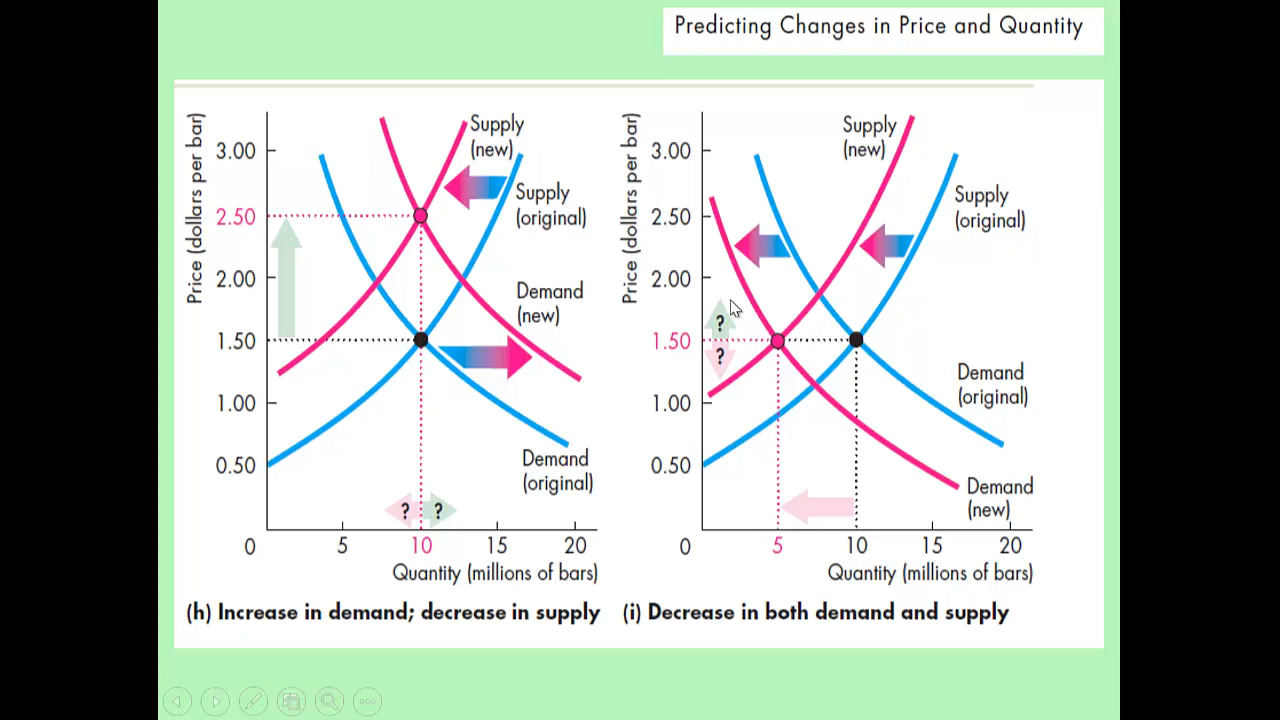 Predicting Changes in Price and Quantity
Price (dollars per bar)
3.00
2.50
2.00
1.50
1.00
0.50
0
5
10
15
20
Quantity (millions of bars)
Supply
(new)
Supply
(original)
Demand
(new)
Demand
(original)
?
?
(h) Increase in demand; decrease in supply
Price (dollars per bar)
3.00
2.50
2.00
1.50
1.00
0.50
0
5
10
15
20
Quantity (millions of bars)
Supply
(new)
Supply
(original)
Demand
(original)
Demand
(new)
?
?
(i) Decrease in both demand and supply